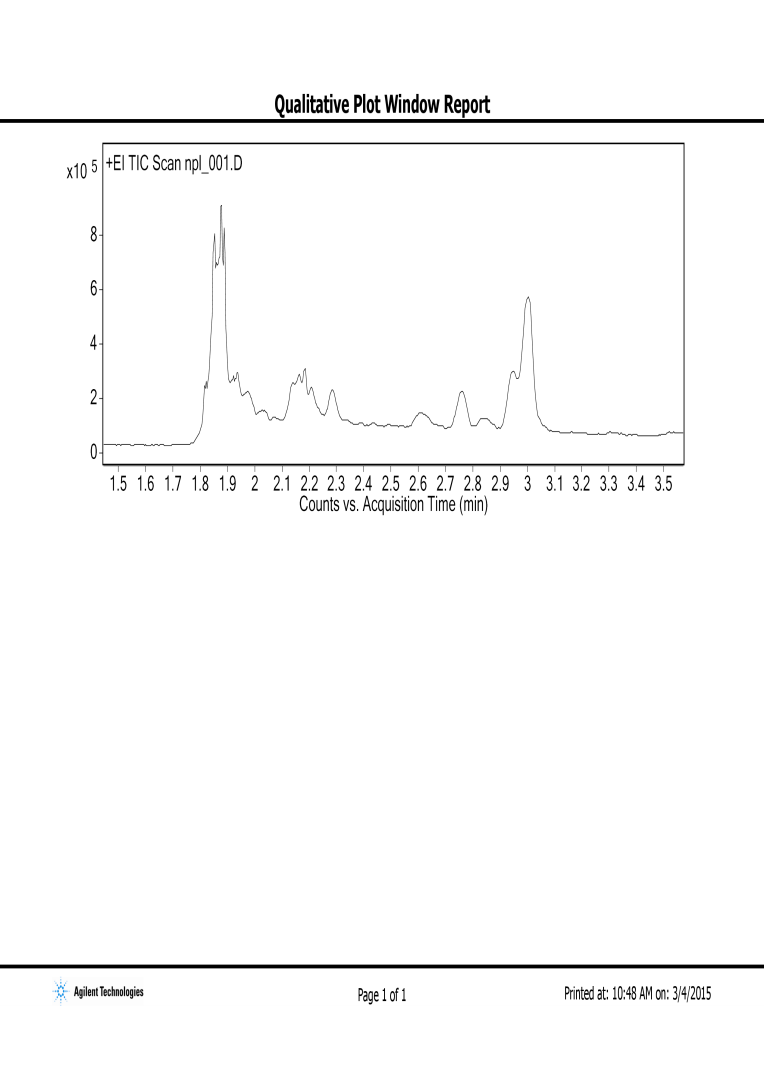 Qualitative Plot Window Report
x10 5
+EI TIC Scan npl_001.D
8
6
4
2
0
1.5 1.6 1.7 1.8 1.9 2 2.1 2.2 2.3 2.4 2.5 2.6 2.7 2.8 2.9 3 3.1 3.2 3.3 3.4 3.5
Counts vs. Acquisition Time (min)
Agilent Technologies
Page 1 of 1
Printed at: 10:48 AM on: 3/4/2015